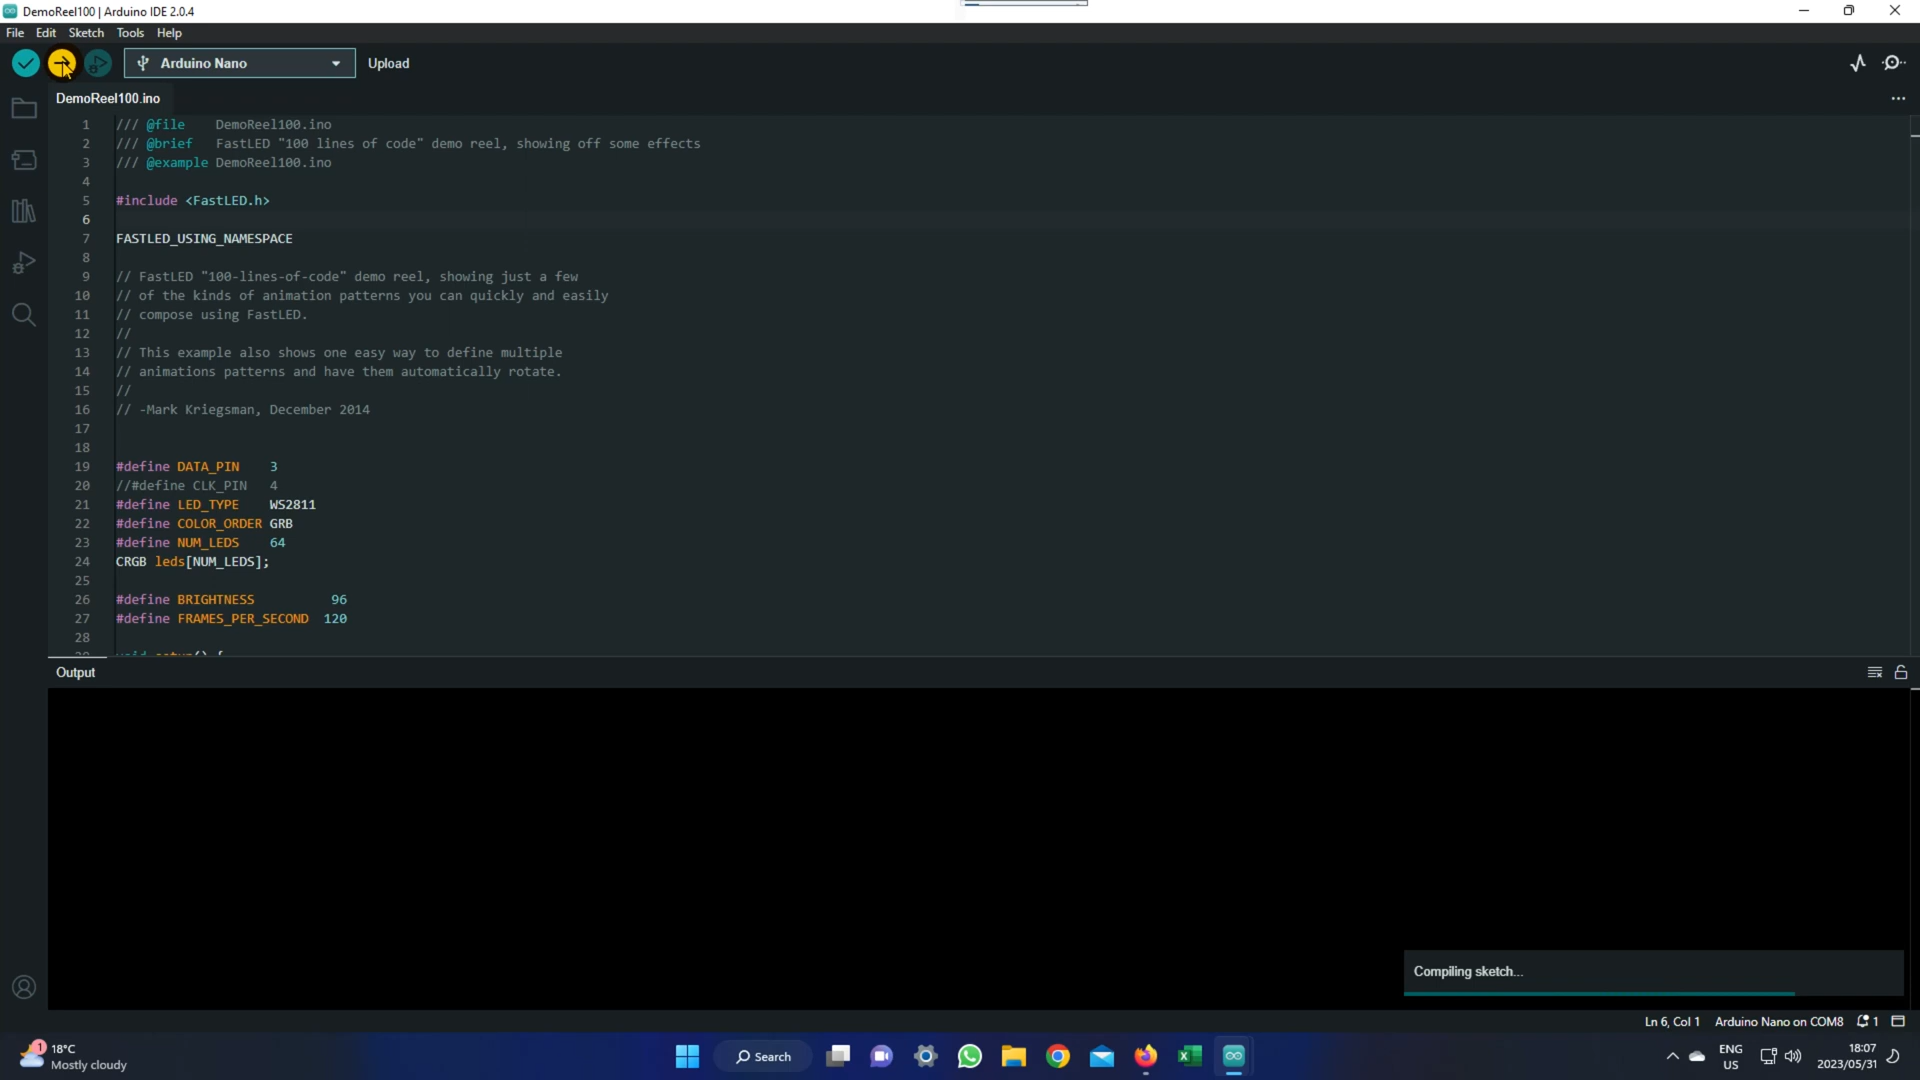 DemoReel100 | Arduino IDE 2.0.4
File Edit Sketch Tools Help
Arduino Nano Upload
DemoReel100.ino
1 /// @file DemoReel100.ino
2 /// @brief FastLED "100 lines of code" demo reel, showing off some effects
3 /// @example DemoReel100.ino
4
5 #include <FastLED.h>
6
7 FASTLED_USING_NAMESPACE
8
9 // FastLED "100-lines-of-code" demo reel, showing just a few
10 // of the kinds of animation patterns you can quickly and easily
11 // compose using FastLED.
12 //
13 // This example also shows one easy way to define multiple
14 // animations patterns and have them automatically rotate.
15 //
16 // -Mark Kriegsman, December 2014
17
18
19 #define DATA_PIN 3
20 //#define CLK_PIN 4
21 #define LED_TYPE WS2811
22 #define COLOR_ORDER GRB
23 #define NUM_LEDS 64
24 CRGB leds[NUM_LEDS];
25
26 #define BRIGHTNESS 96
27 #define FRAMES_PER_SECOND 120
28
Output
Compiling sketch...
Ln 6, Col 1 Arduino Nano on COM8 1
1 18°C
Mostly cloudy
Search
ENG
US
18:07
2023/05/31